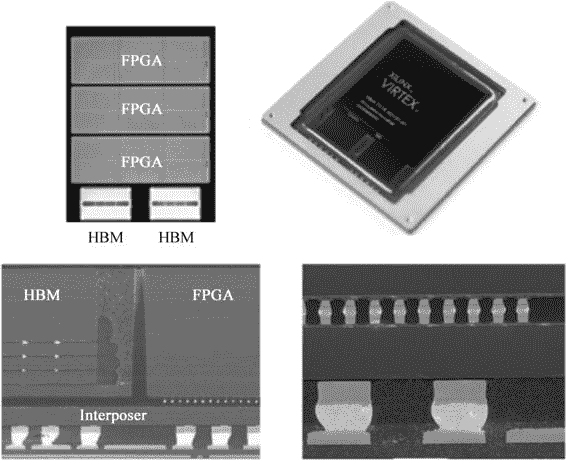 FPGA
FPGA
FPGA
HBM HBM
XILINX
VIRTEX
HBM FPGA
Interposer